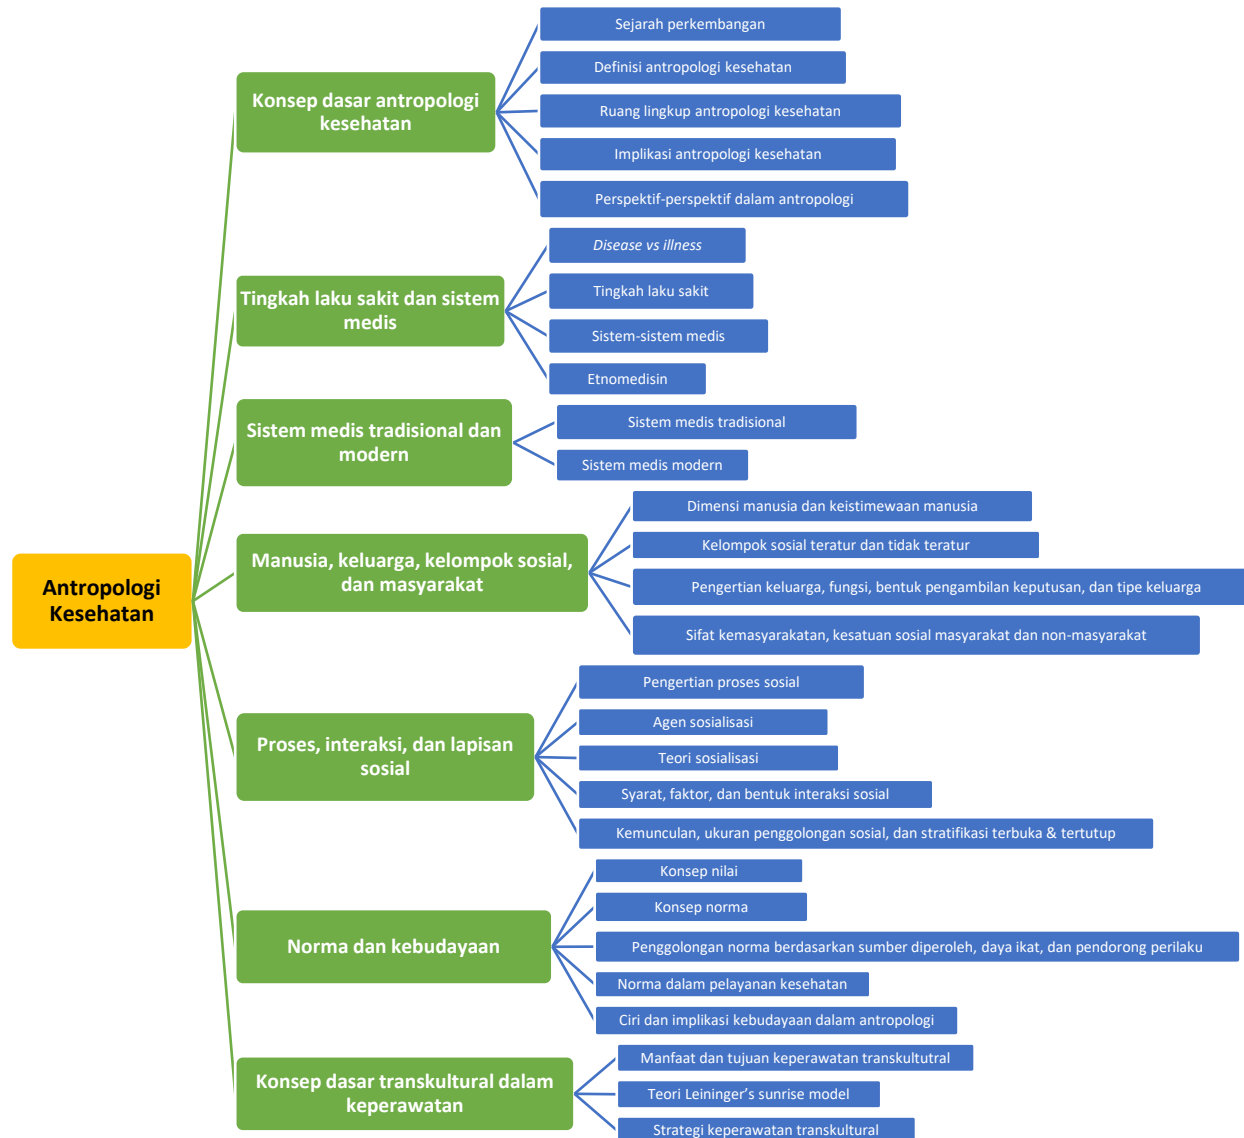 Antropologi
Kesehatan
Konsep dasar antropologi
kesehatan
Sejarah perkembangan
Definisi antropologi kesehatan
Ruang lingkup antropologi kesehatan
Implikasi antropologi kesehatan
Perspektif-perspektif dalam antropologi
Tingkah laku sakit dan sistem
medis
Disease vs illness
Tingkah laku sakit
Sistem-sistem medis
Etnomedisin
Sistem medis tradisional dan
modern
Sistem medis tradisional
Sistem medis modern
Manusia, keluarga, kelompok sosial,
dan masyarakat
Dimensi manusia dan keistimewaan manusia
Kelompok sosial teratur dan tidak teratur
Pengertian keluarga, fungsi, bentuk pengambilan keputusan, dan tipe keluarga
Sifat kemasyarakatan, kesatuan sosial masyarakat dan non-masyarakat
Proses, interaksi, dan lapisan
sosial
Pengertian proses sosial
Agen sosialisasi
Teori sosialisasi
Syarat, faktor, dan bentuk interaksi sosial
Kemunculan, ukuran penggolongan sosial, dan stratifikasi terbuka & tertutup
Norma dan kebudayaan
Konsep nilai
Konsep norma
Penggolongan norma berdasarkan sumber diperoleh, daya ikat, dan pendorong perilaku
Norma dalam pelayanan kesehatan
Ciri dan implikasi kebudayaan dalam antropologi
Konsep dasar transkultural dalam
keperawatan
Manfaat dan tujuan keperawatan transkultutral
Teori Leininger’s sunrise model
Strategi keperawatan transkultural